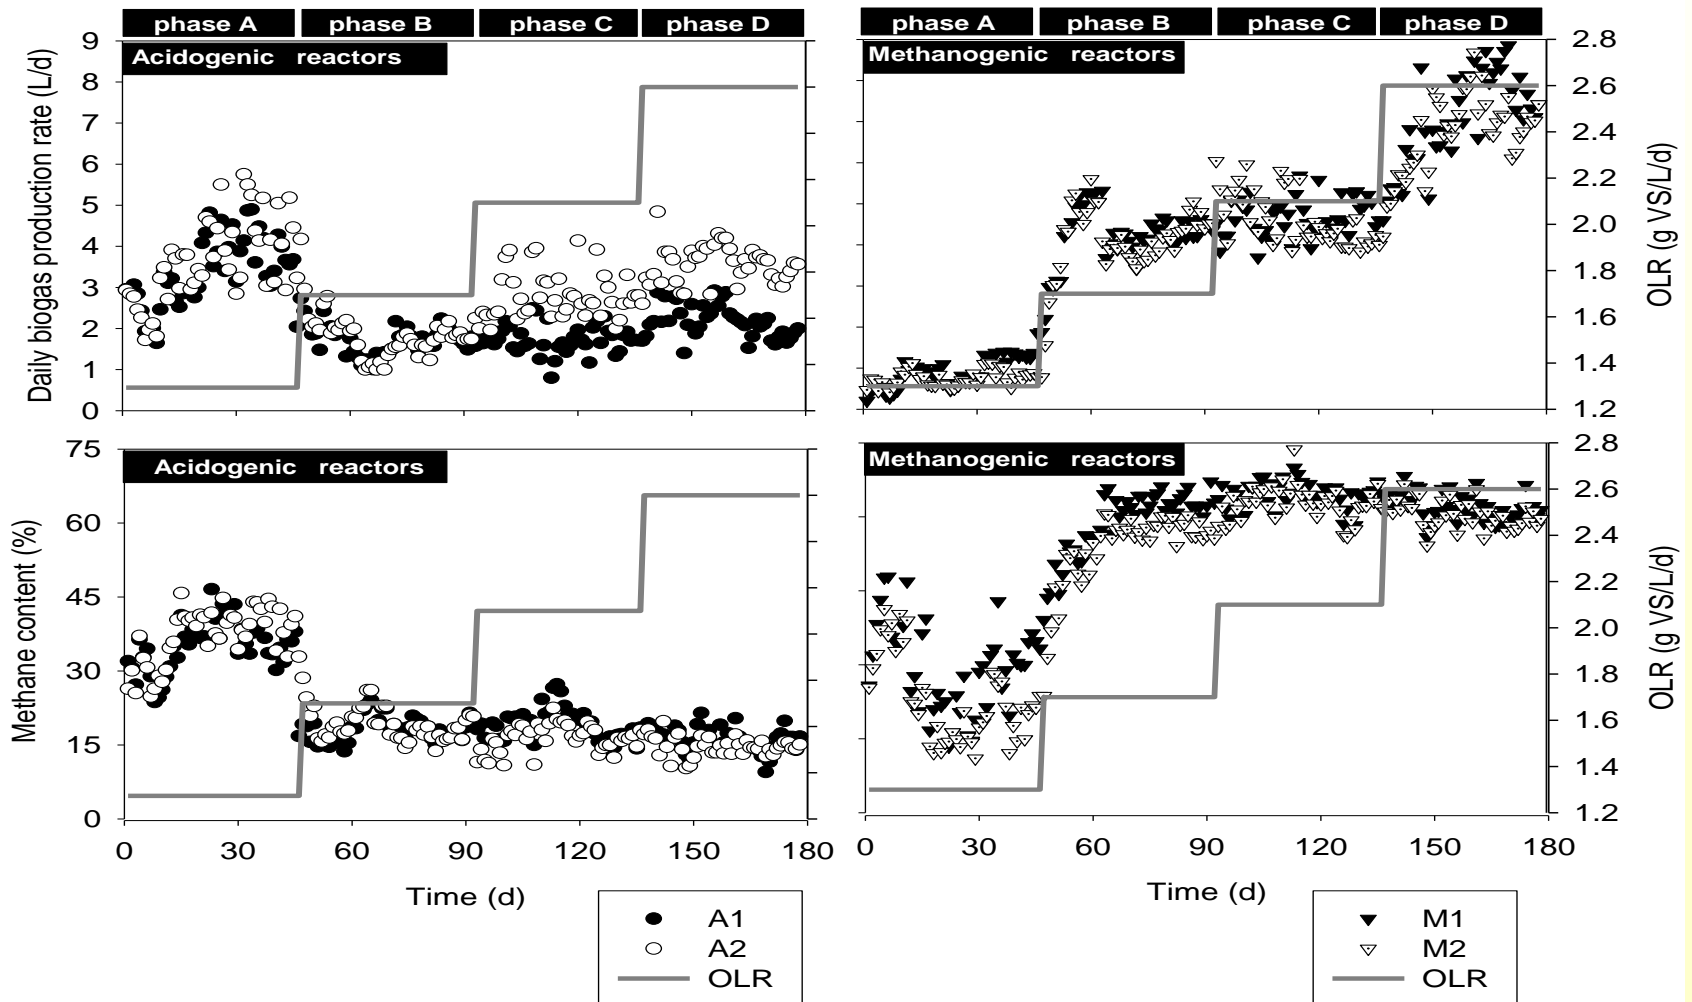 phase A phase B phase C phase D
phase A phase B phase C phase D
Acidogenic reactors
Methanogenic reactors
Daily biogas production rate (L/d)
9
8
7
6
5
4
3
2
1
0
2.8
2.6
2.4
2.2
2.0
1.8
1.6
1.4
1.2
OLR (g VS/L/d)
Acidogenic reactors
Methanogenic reactors
Methane content (%)
75
60
45
30
15
0
2.8
2.6
2.4
2.2
2.0
1.8
1.6
1.4
1.2
OLR (g VS/L/d)
0 30 60 90 120 150 180
0 30 60 90 120 150 180
Time (d)
Time (d)
A1
A2
OLR
M1
M2
OLR